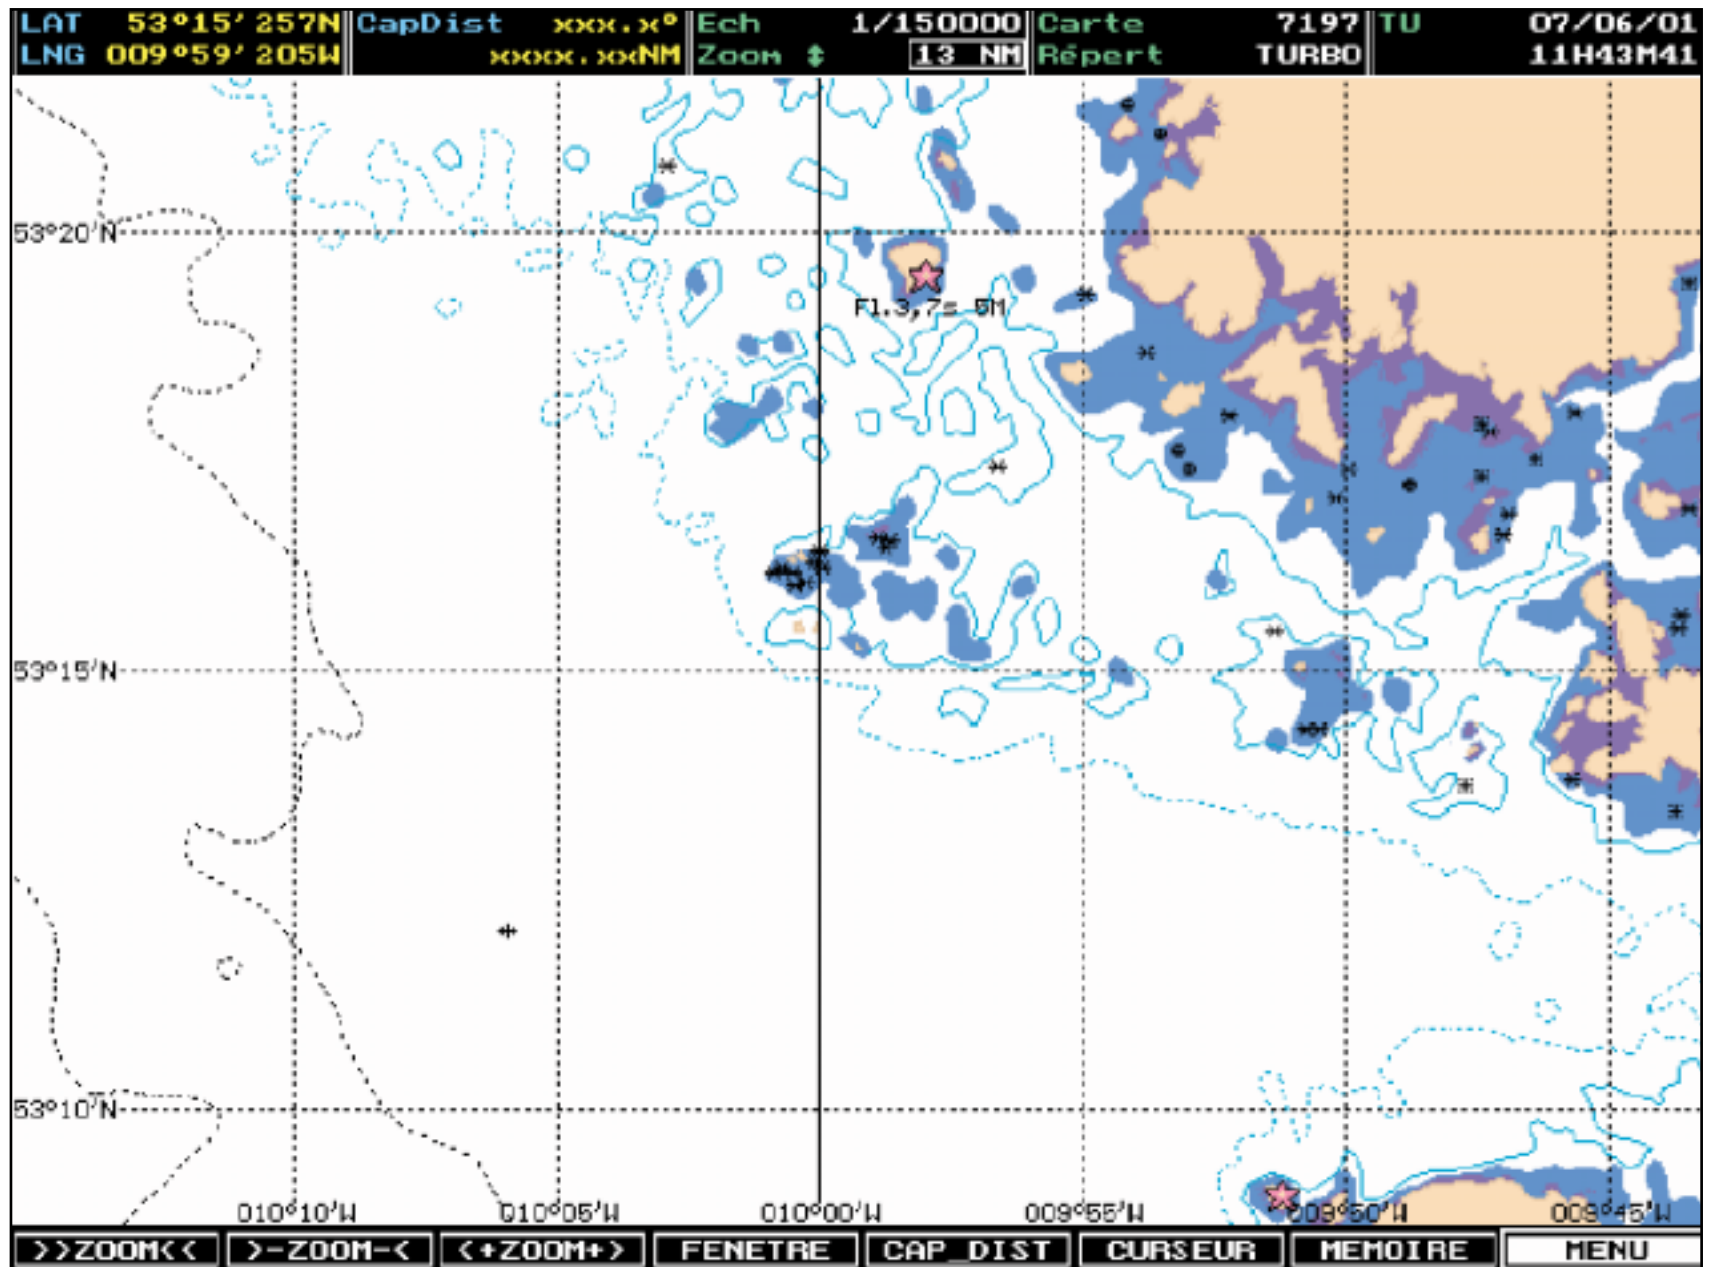 LAT 53°15'257N CapDist xxx.x° Ech 1/150000 Carte 7197 TU 07/06/01
LNG 009°59'205W xxxx.xxNM Zoom ↕ 13 NM Répert TURBO 11H43M41
53°20'N
Fl.3,7s 5M
53°15'N
53°10'N
010°10'W 010°05'W 010°00'W 009°55'W 009°50'W 009°45'W
>>ZOOM<< >-ZOOM-< <+ZOOM+> FENETRE CAP_DIST CURSEUR MEMOIRE MENU